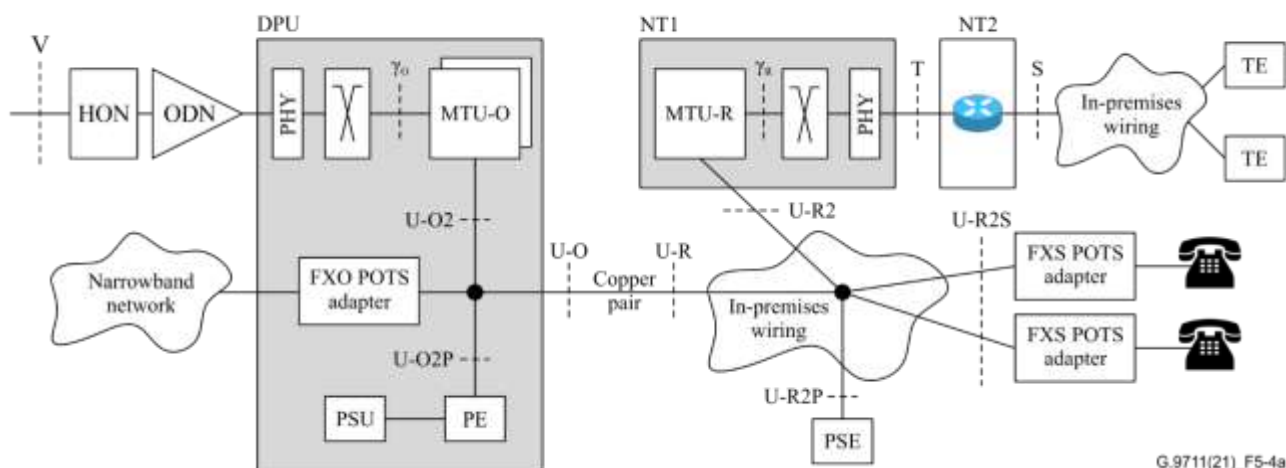 DPU
NT1
NT2
V
HON
ODN
PHY
γO
MTU-O
MTU-R
γR
PHY
T
S
In-premises
wiring
TE
TE
U-O2
U-R2
U-R2S
Narrowband
network
FXO POTS
adapter
U-O
U-R
Copper
pair
In-premises
wiring
FXS POTS
adapter
FXS POTS
adapter
U-O2P
U-R2P
PSU
PE
PSE
G.9711(21)_F5-4a